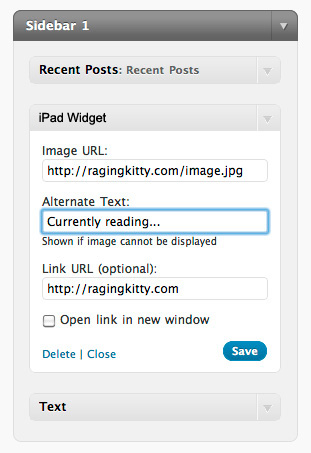 Sidebar 1
Recent Posts: Recent Posts
iPad Widget
Image URL:
http://ragingkitty.com/image.jpg
Alternate Text:
Currently reading...
Shown if image cannot be displayed
Link URL (optional):
http://ragingkitty.com
Open link in new window
Delete | Close
Save
Text